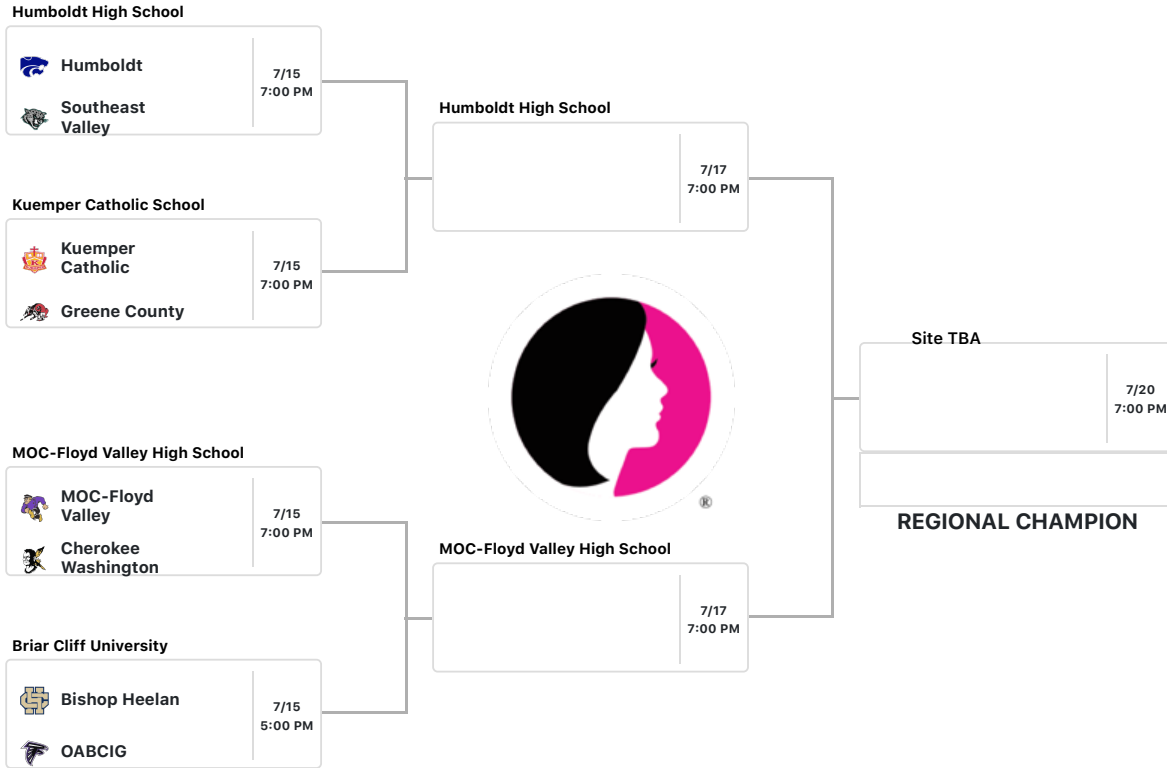 Humboldt High School
Humboldt
7/15
7:00 PM
Southeast
Valley
Kuemper Catholic School
Kuemper
Catholic
7/15
7:00 PM
Greene County
MOC-Floyd Valley High School
MOC-Floyd
Valley
7/15
7:00 PM
Cherokee
Washington
Briar Cliff University
Bishop Heelan
7/15
5:00 PM
OABCIG
Humboldt High School
7/17
7:00 PM
®
MOC-Floyd Valley High School
7/17
7:00 PM
Site TBA
7/20
7:00 PM
REGIONAL CHAMPION